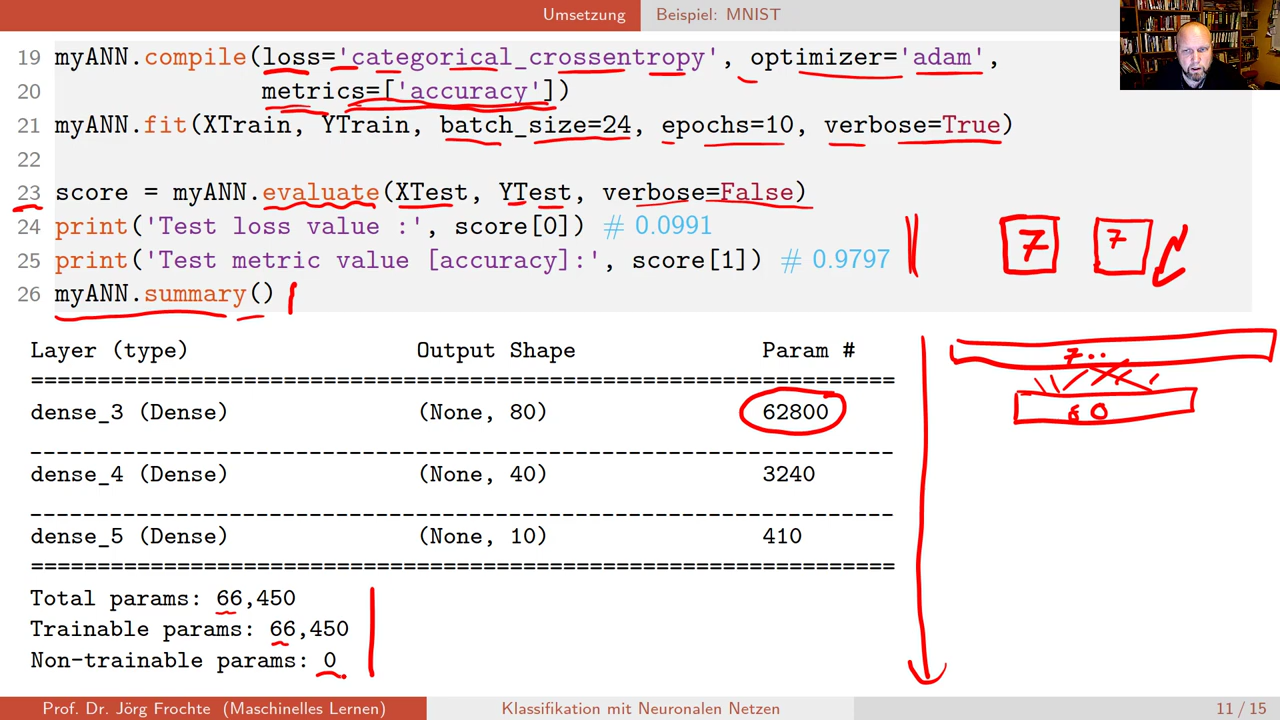 Umsetzung Beispiel: MNIST
19 myANN.compile(loss='categorical_crossentropy', optimizer='adam',
20 metrics=['accuracy'])
21 myANN.fit(XTrain, YTrain, batch_size=24, epochs=10, verbose=True)
22
23 score = myANN.evaluate(XTest, YTest, verbose=False)
24 print('Test loss value :', score[0]) # 0.0991
25 print('Test metric value [accuracy]:', score[1]) # 0.9797
26 myANN.summary()
7 7
Layer (type) Output Shape Param #
=================================================================
dense_3 (Dense) (None, 80) 62800
_________________________________________________________________
dense_4 (Dense) (None, 40) 3240
_________________________________________________________________
dense_5 (Dense) (None, 10) 410
=================================================================
Total params: 66,450
Trainable params: 66,450
Non-trainable params: 0
Prof. Dr. Jörg Frochte (Maschinelles Lernen) Klassifikation mit Neuronalen Netzen 11 / 15